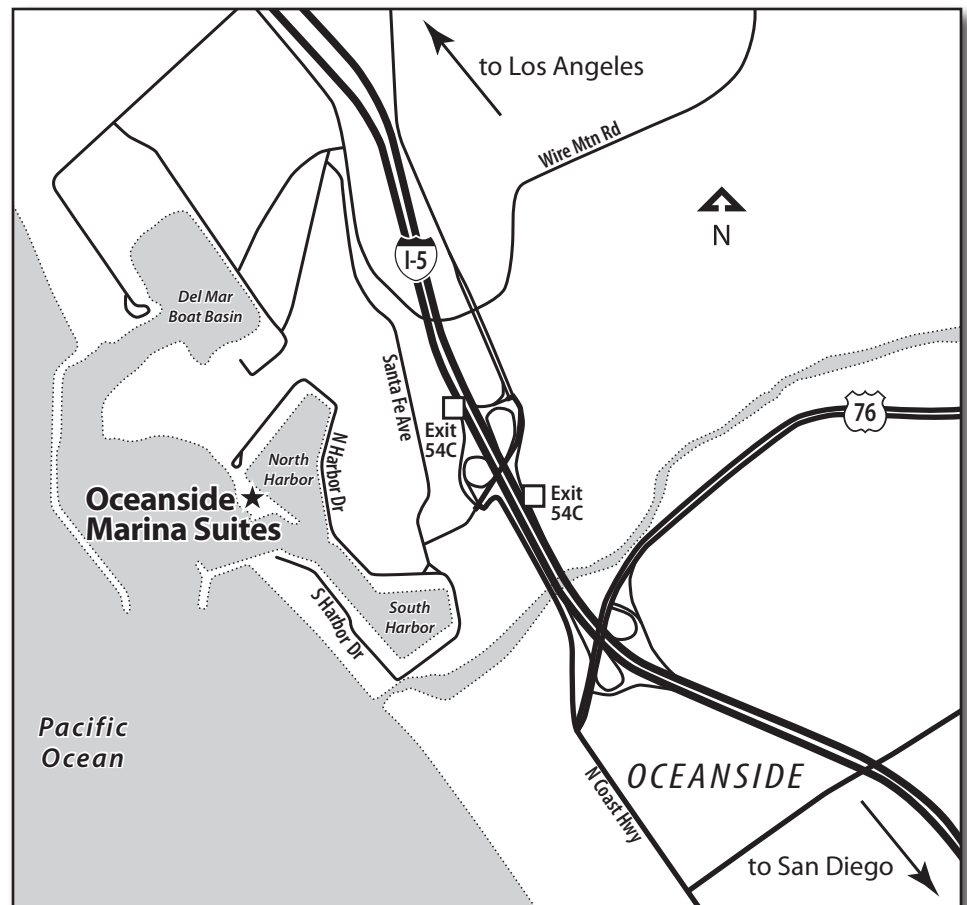 to Los Angeles
Wire Mtn Rd
N
I-5
Del Mar
Boat Basin
Santa Fe Ave
Exit
54C
76
North
Harbor
N Harbor Dr
Oceanside
Marina Suites
Exit
54C
South
Harbor
S Harbor Dr
Pacific
Ocean
OCEANSIDE
N Coast Hwy
to San Diego